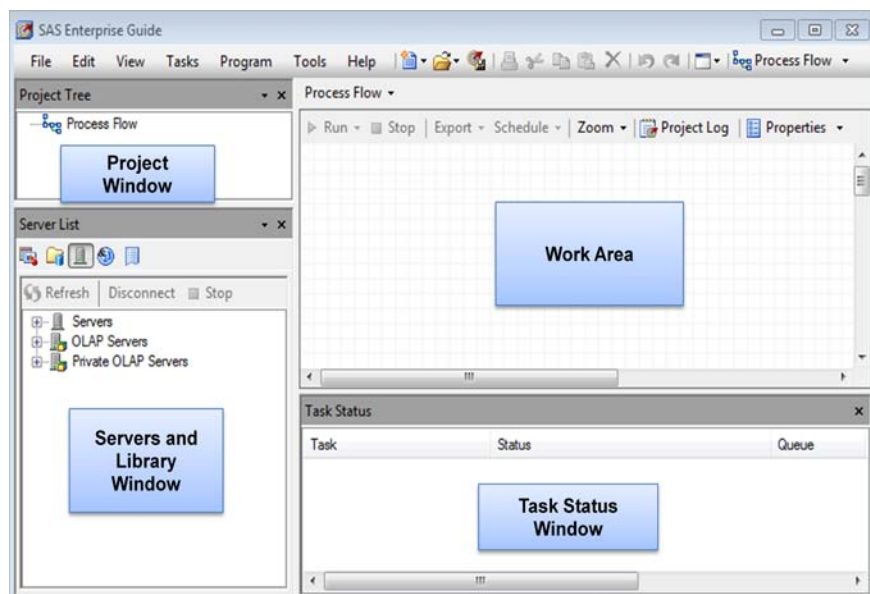 SAS Enterprise Guide
File Edit View Tasks Program Tools Help Process Flow
Project Tree
Process Flow
Project
Window
Server List
Refresh Disconnect Stop
Servers
OLAP Servers
Private OLAP Servers
Servers and
Library
Window
Process Flow
Run Stop Export Schedule Zoom Project Log Properties
Work Area
Task Status
Task Status Queue
Task Status
Window